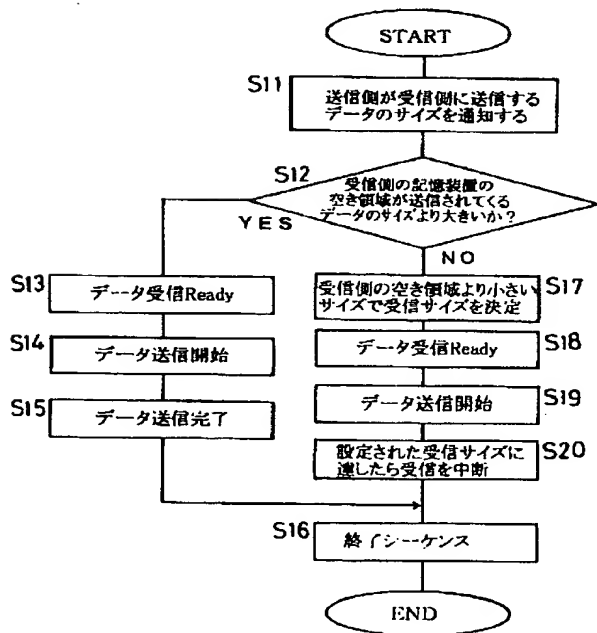 START
S11
送信側が受信側に送信する
データのサイズを通知する
S12
受信側の記憶装置の
空き領域が送信されてくる
データのサイズより大きいか？
YES
NO
S13
データ受信Ready
S14
データ送信開始
S15
データ送信完了
受信側の空き領域より小さい
サイズで受信サイズを決定
S17
データ受信Ready
S18
データ送信開始
S19
設定された受信サイズに
達したら受信を中断
S20
S16
終了シーケンス
END